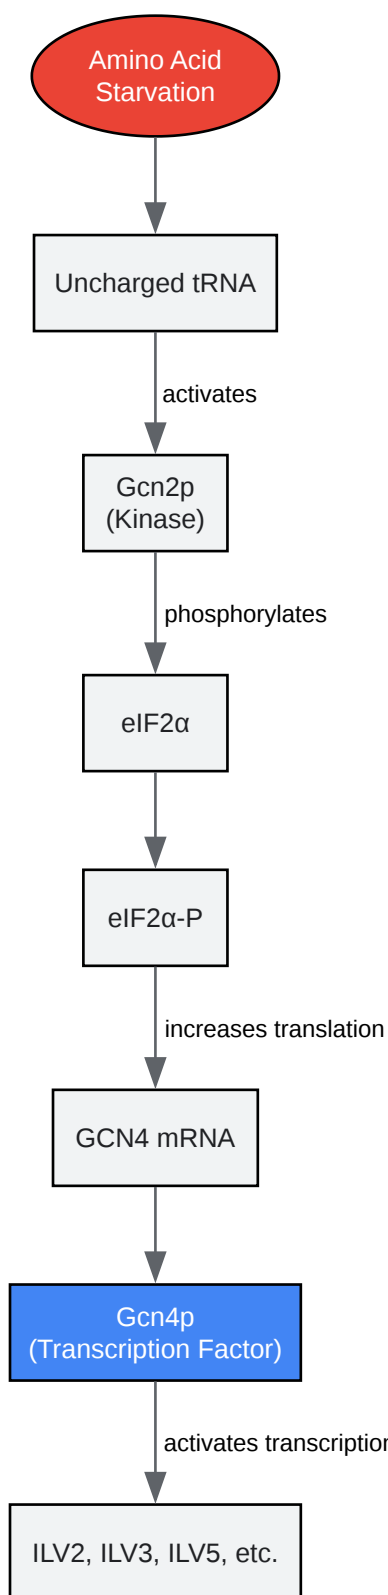 Amino Acid
Starvation
Uncharged tRNA
activates
Gcn2p
(Kinase)
phosphorylates
eIF2α
eIF2α-P
increases translation
GCN4 mRNA
Gcn4p
(Transcription Factor)
activates transcription
ILV2, ILV3, ILV5, etc.